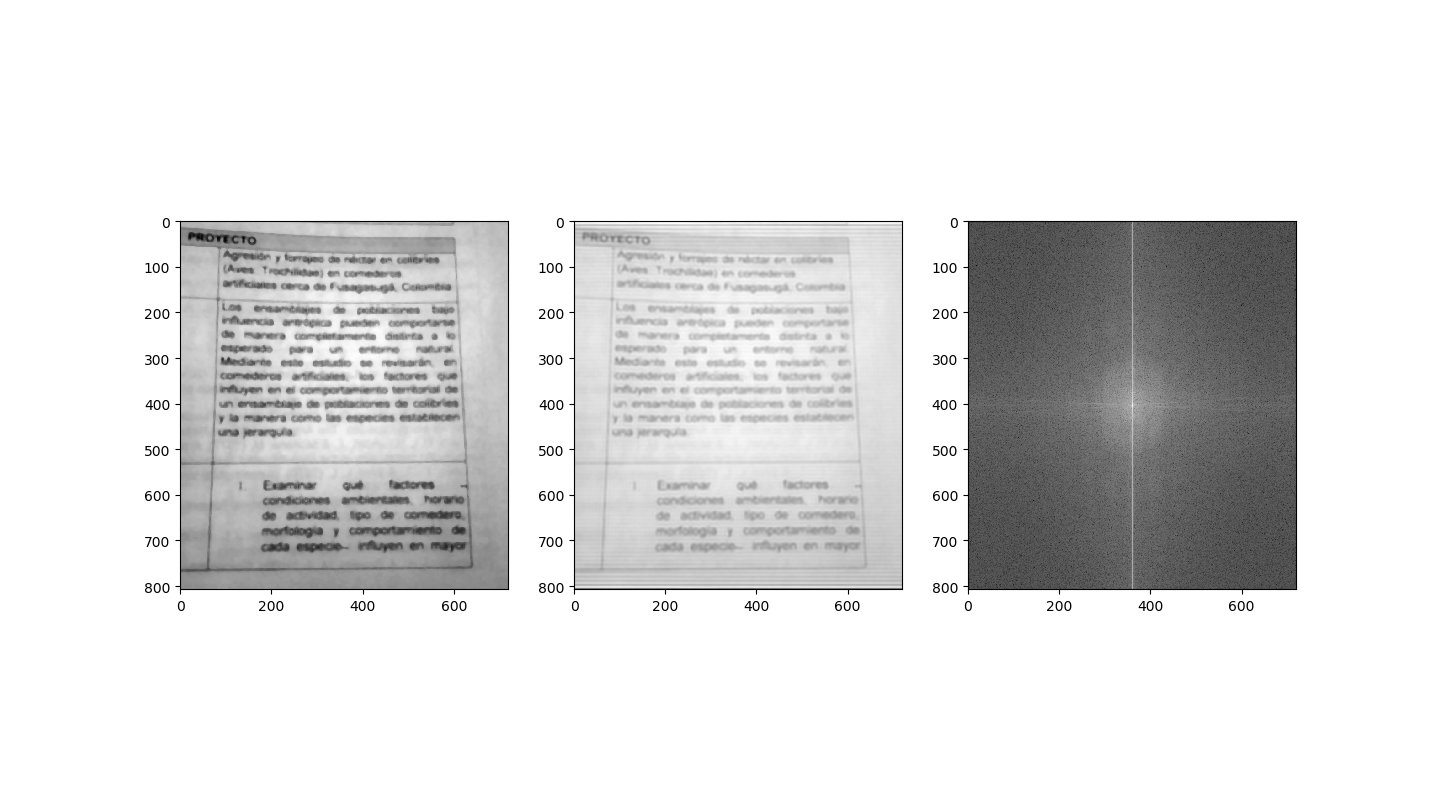 PROYECTO
Agresión y forrajeo de néctar en colibríes
(Aves Trochilidae) en comederos
artificiales cerca de Fusagasugá, Colombia
Los ensamblajes de poblaciones bajo
influencia antrópica pueden comportarse
de manera completamente distinta a lo
esperado para un entorno natural.
Mediante este estudio se revisarán, en
comederos artificiales, los factores que
influyen en el comportamiento territorial de
un ensamblaje de poblaciones de colibríes
y la manera como las especies establecen
una jerarquía.
1. Examinar qué factores –
condiciones ambientales, horario
de actividad, tipo de comedero,
morfología y comportamiento de
cada especie– influyen en mayor
PROYECTO
Agresión y forrajeo de néctar en colibríes
(Aves Trochilidae) en comederos
artificiales cerca de Fusagasugá, Colombia
Los ensamblajes de poblaciones bajo
influencia antrópica pueden comportarse
de manera completamente distinta a lo
esperado para un entorno natural.
Mediante este estudio se revisarán, en
comederos artificiales, los factores que
influyen en el comportamiento territorial de
un ensamblaje de poblaciones de colibríes
y la manera como las especies establecen
una jerarquía.
1. Examinar qué factores –
condiciones ambientales, horario
de actividad, tipo de comedero,
morfología y comportamiento de
cada especie– influyen en mayor
0
100
200
300
400
500
600
700
800
0 200 400 600
0
100
200
300
400
500
600
700
800
0 200 400 600
0
100
200
300
400
500
600
700
800
0 200 400 600